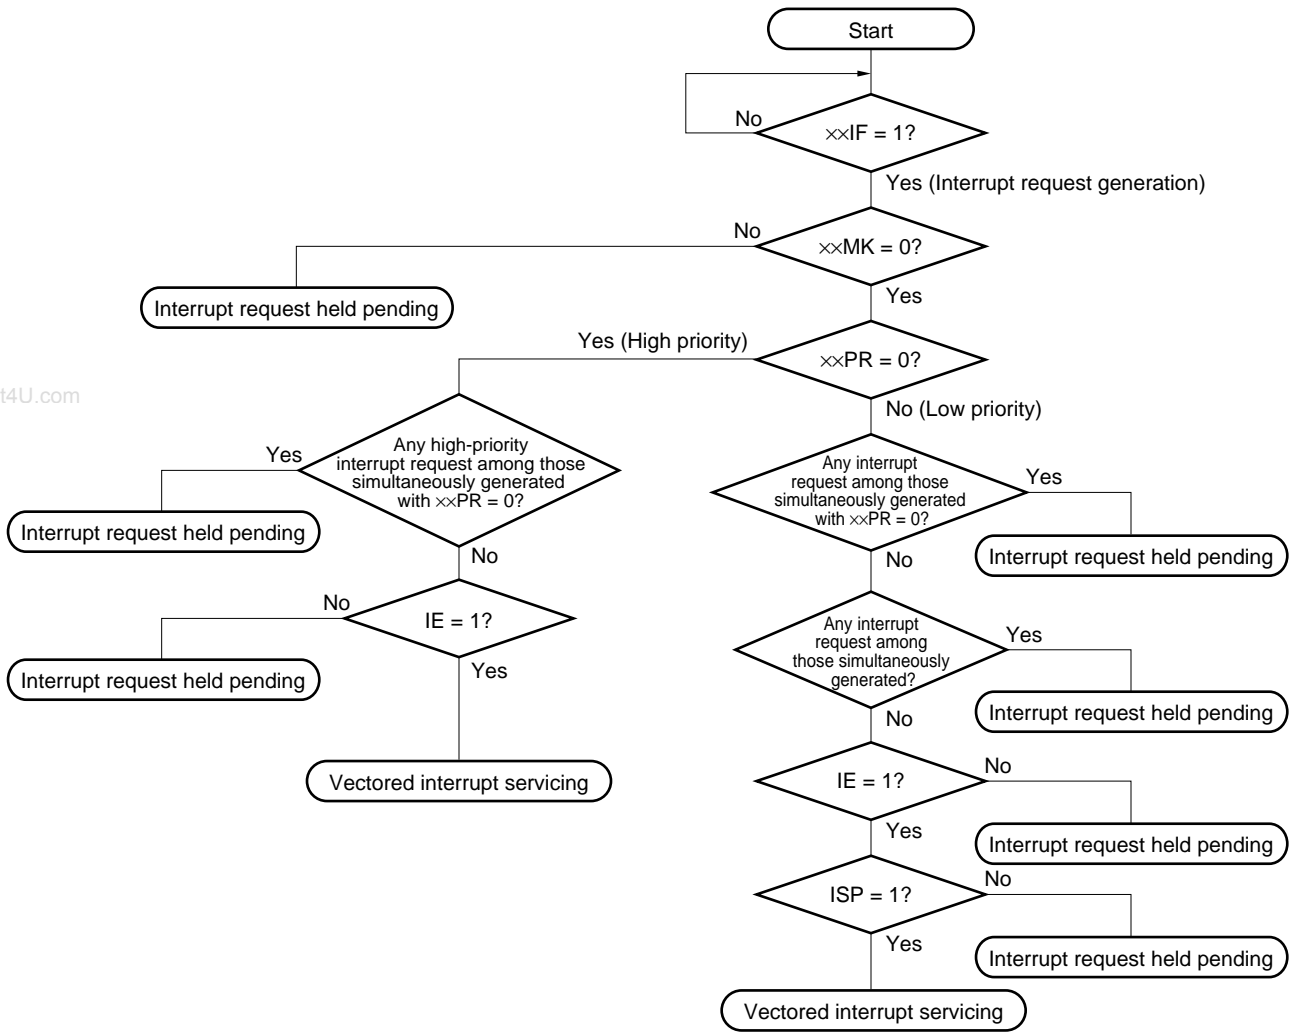 Start
No
××IF = 1?
Yes (Interrupt request generation)
No
××MK = 0?
Interrupt request held pending
Yes
Yes (High priority)
××PR = 0?
t4U.com
No (Low priority)
Yes
Any high-priority
interrupt request among those
simultaneously generated
with ××PR = 0?
Any interrupt
request among those
simultaneously generated
with ××PR = 0?
Yes
Interrupt request held pending
No
Interrupt request held pending
No
No
IE = 1?
Any interrupt
request among
those simultaneously
generated?
Yes
Interrupt request held pending
Yes
Interrupt request held pending
No
Vectored interrupt servicing
IE = 1?
No
Yes
Interrupt request held pending
ISP = 1?
No
Yes
Interrupt request held pending
Vectored interrupt servicing